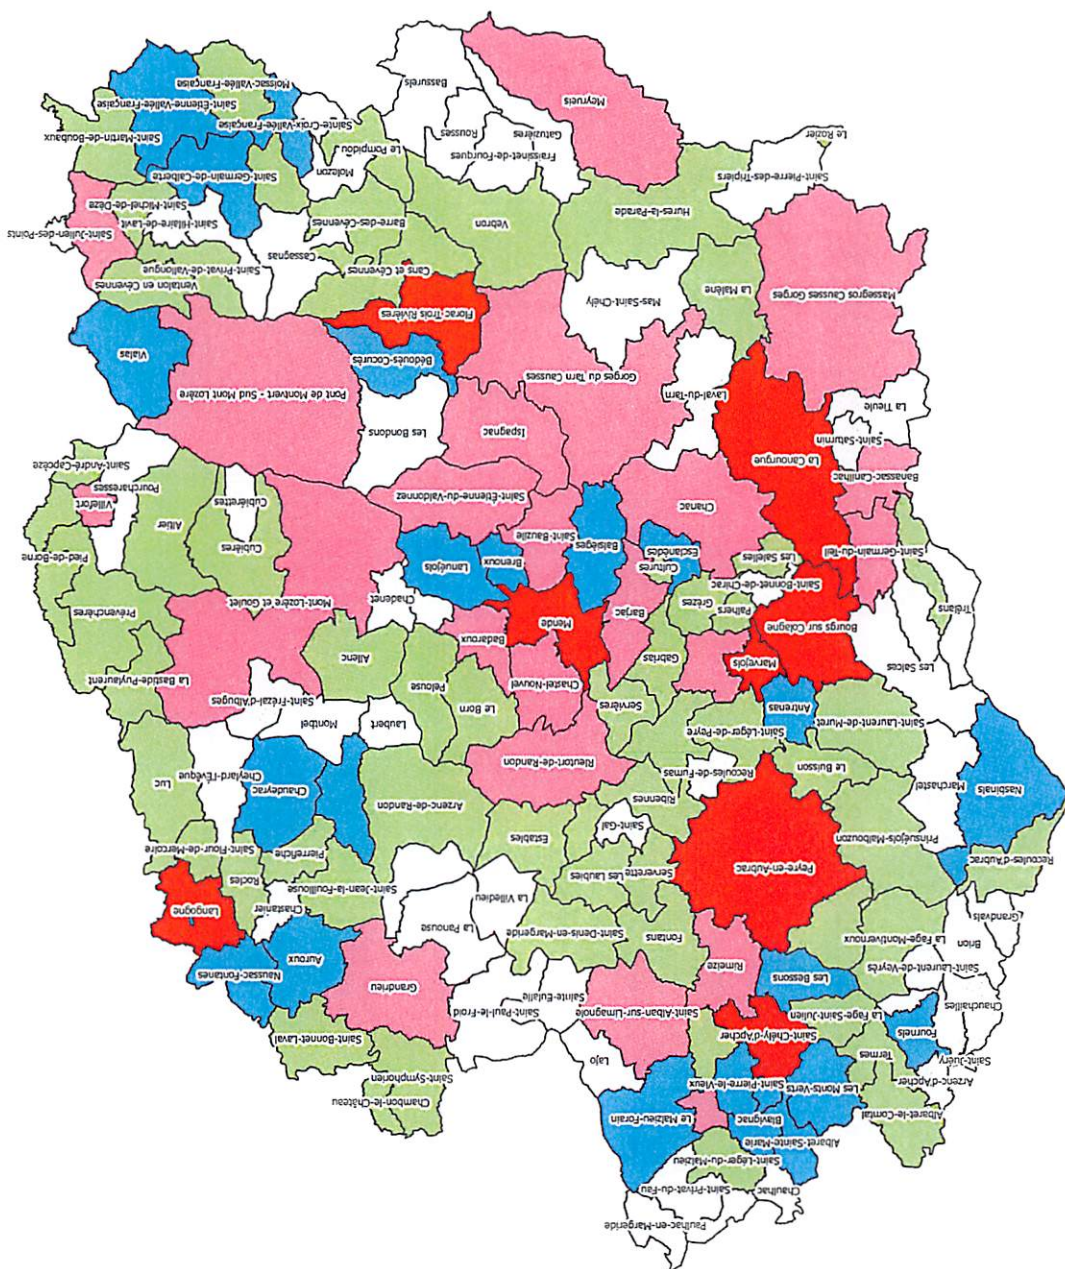 Paulhac-en-Margeride
Saint-Privat-du-Fau
Chaulhac
Saint-Léger-du-Malzieu
Albaret-Sainte-Marie
Blavignac
Le Malzieu-Forain
Albaret-le-Comtal
Les Monts-Verts
Saint-Pierre-le-Vieux
Chambon-le-Château
Arzenc-d'Apcher
Termes
Saint-Juéry
Lajo
Saint-Symphorien
Fournels
Saint-Chély-d'Apcher
Saint-Bonnet-Laval
La Fage-Saint-Julien
Chauchailles
Saint-Alban-sur-Limagnole
Saint-Paul-le-Froid
Sainte-Eulalie
Saint-Laurent-de-Veyrès
Les Bessons
Rimeize
Grandrieu
Naussac-Fontanes
Auroux
Brion
La Fage-Montivernoux
Fontans
Saint-Denis-en-Margeride
La Panouse
Grandvals
Langogne
Chastanier
La Villedieu
Recoules-d'Aubrac
Peyre-en-Aubrac
Serverette
Les Laubies
Saint-Jean-la-Fouillouse
Rocles
Prinsuéjols-Malbouzon
Saint-Gal
Estables
Pierrefiche
Saint-Flour-de-Mercoire
Nasbinals
Marchastel
Ribennes
Arzenc-de-Randon
Chaudeyrac
Cheylard-l'Evêque
Luc
Le Buisson
Recoules-de-Fumas
Rieutort-de-Randon
Saint-Laurent-de-Muret
Saint-Léger-de-Peyre
Laubert
Montbel
Antrenas
Servières
Le Born
Saint-Frézal-d'Albuges
La Bastide-Puylaurent
Les Salces
Marvejols
Gabrias
Chastel-Nouvel
Pelouse
Allenc
Bourgs sur Colagne
Badaroux
Trélans
Palhers
Grèzes
Barjac
Mende
Chadenet
Mont-Lozère et Goulet
Prévenchères
Saint-Bonnet-de-Chirac
Cultures
Saint-Germain-du-Teil
Les Salelles
Esclanèdes
Balsièges
Brenoux
Lanuéjols
Cubières
Altier
Pied-de-Borne
Saint-Bauzile
Chanac
Cubiérettes
Villefort
Banassac-Canilhac
Saint-Étienne-du-Valdonnez
Pourcharesses
Saint-André-Capcèze
Saint-Saturnin
La Canourgue
Ispagnac
Les Bondons
La Tieule
Laval-du-Tarn
Gorges du Tarn Causses
Pont de Montvert - Sud Mont Lozère
Bédouès-Cocurès
Vialas
Massegros Causses Gorges
Florac Trois Rivières
La Malène
Mas-Saint-Chély
Cans et Cévennes
Ventalon en Cévennes
Saint-Privat-de-Vallongue
Cassagnas
Hures-la-Parade
Vebron
Barre-des-Cévennes
Saint-Hilaire-de-Lavit
Saint-Julien-des-Points
Saint-Michel-de-Dèze
Saint-Pierre-des-Tripiers
Le Pompidou
Molezon
Saint-Germain-de-Calberte
Le Rozier
Fraissinet-de-Fourques
Gatuzières
Rousses
Sainte-Croix-Vallée-Française
Saint-Martin-de-Boubaux
Saint-Étienne-Vallée-Française
Moissac-Vallée-Française
Meyrueis
Bassurels